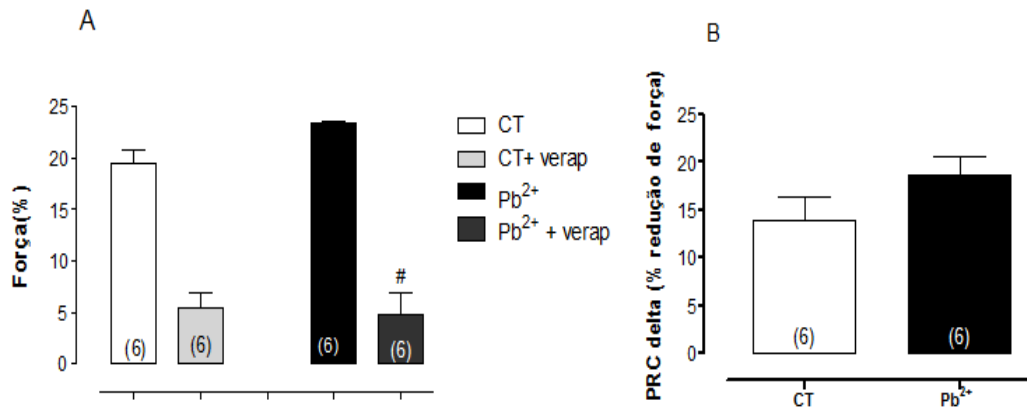 A
Força(%)
25
20
15
10
5
0
(6)
(6)
(6)
#
(6)
CT
CT+ verap
Pb²⁺
Pb²⁺ + verap
B
PRC delta (% redução de força)
25
20
15
10
5
0
(6)
(6)
CT
Pb²⁺